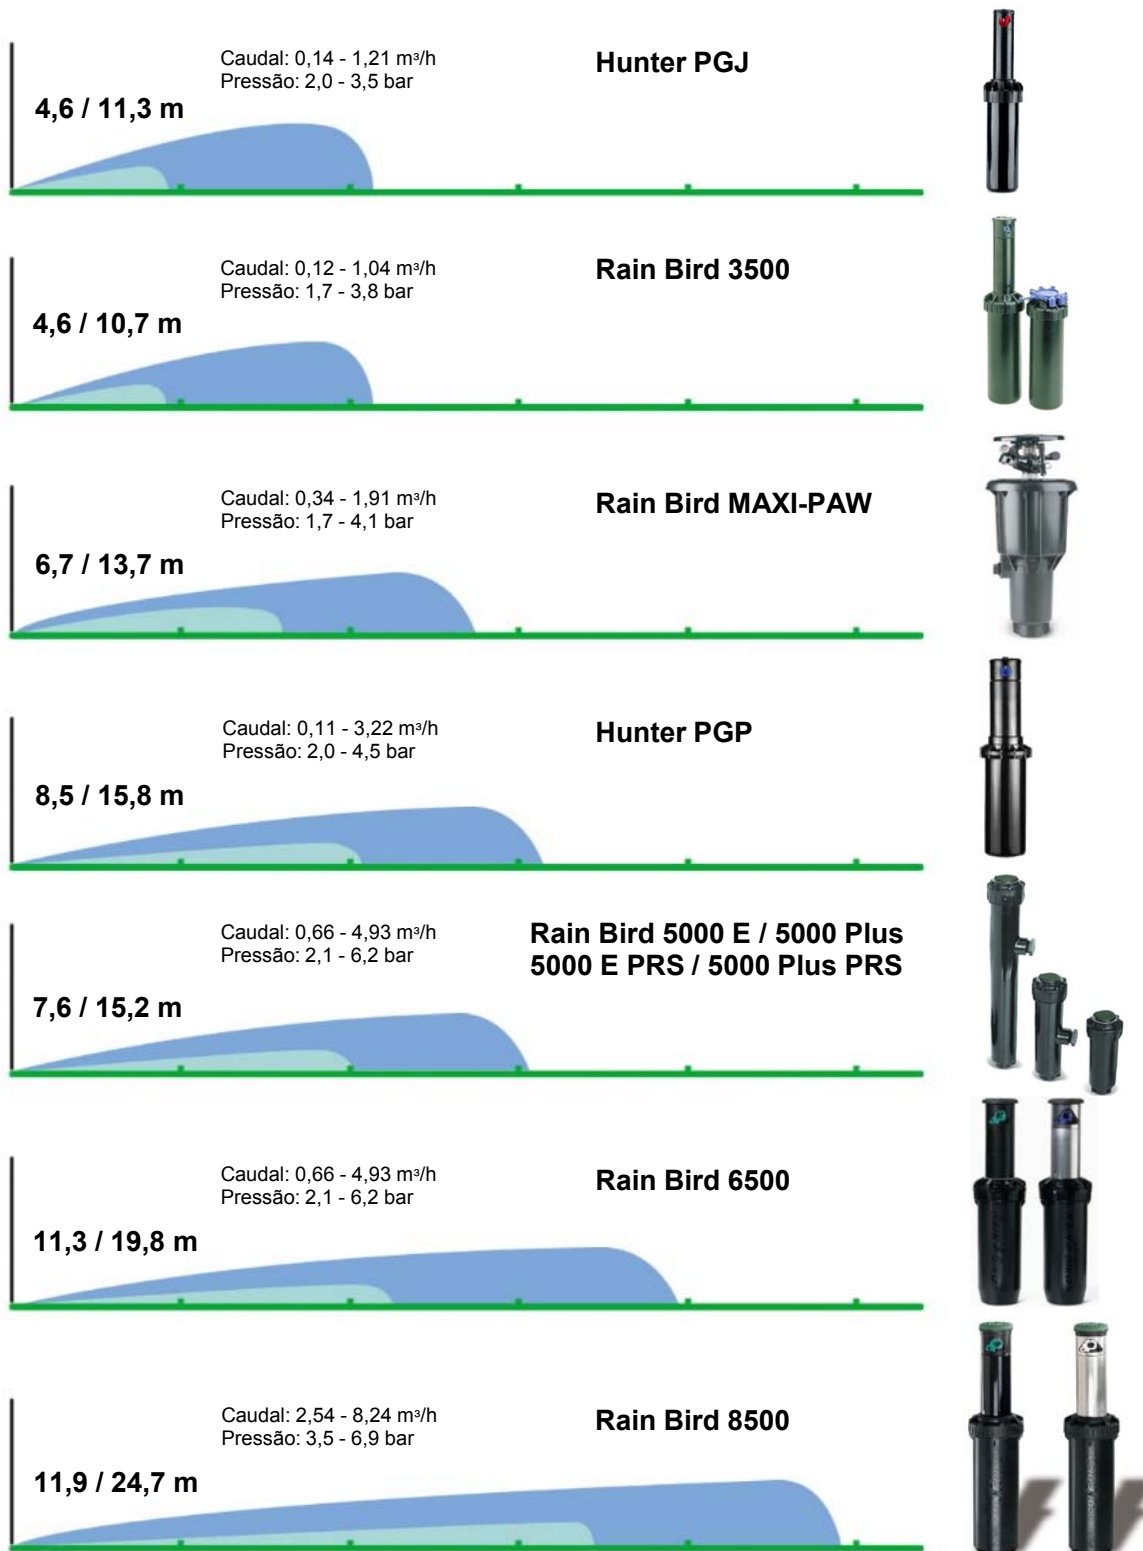 Caudal: 0,14 - 1,21 m³/h
Pressão: 2,0 - 3,5 bar
Hunter PGJ
4,6 / 11,3 m
Caudal: 0,12 - 1,04 m³/h
Pressão: 1,7 - 3,8 bar
Rain Bird 3500
4,6 / 10,7 m
Caudal: 0,34 - 1,91 m³/h
Pressão: 1,7 - 4,1 bar
Rain Bird MAXI-PAW
6,7 / 13,7 m
Caudal: 0,11 - 3,22 m³/h
Pressão: 2,0 - 4,5 bar
Hunter PGP
8,5 / 15,8 m
Caudal: 0,66 - 4,93 m³/h
Pressão: 2,1 - 6,2 bar
Rain Bird 5000 E / 5000 Plus
5000 E PRS / 5000 Plus PRS
7,6 / 15,2 m
Caudal: 0,66 - 4,93 m³/h
Pressão: 2,1 - 6,2 bar
Rain Bird 6500
11,3 / 19,8 m
Caudal: 2,54 - 8,24 m³/h
Pressão: 3,5 - 6,9 bar
Rain Bird 8500
11,9 / 24,7 m